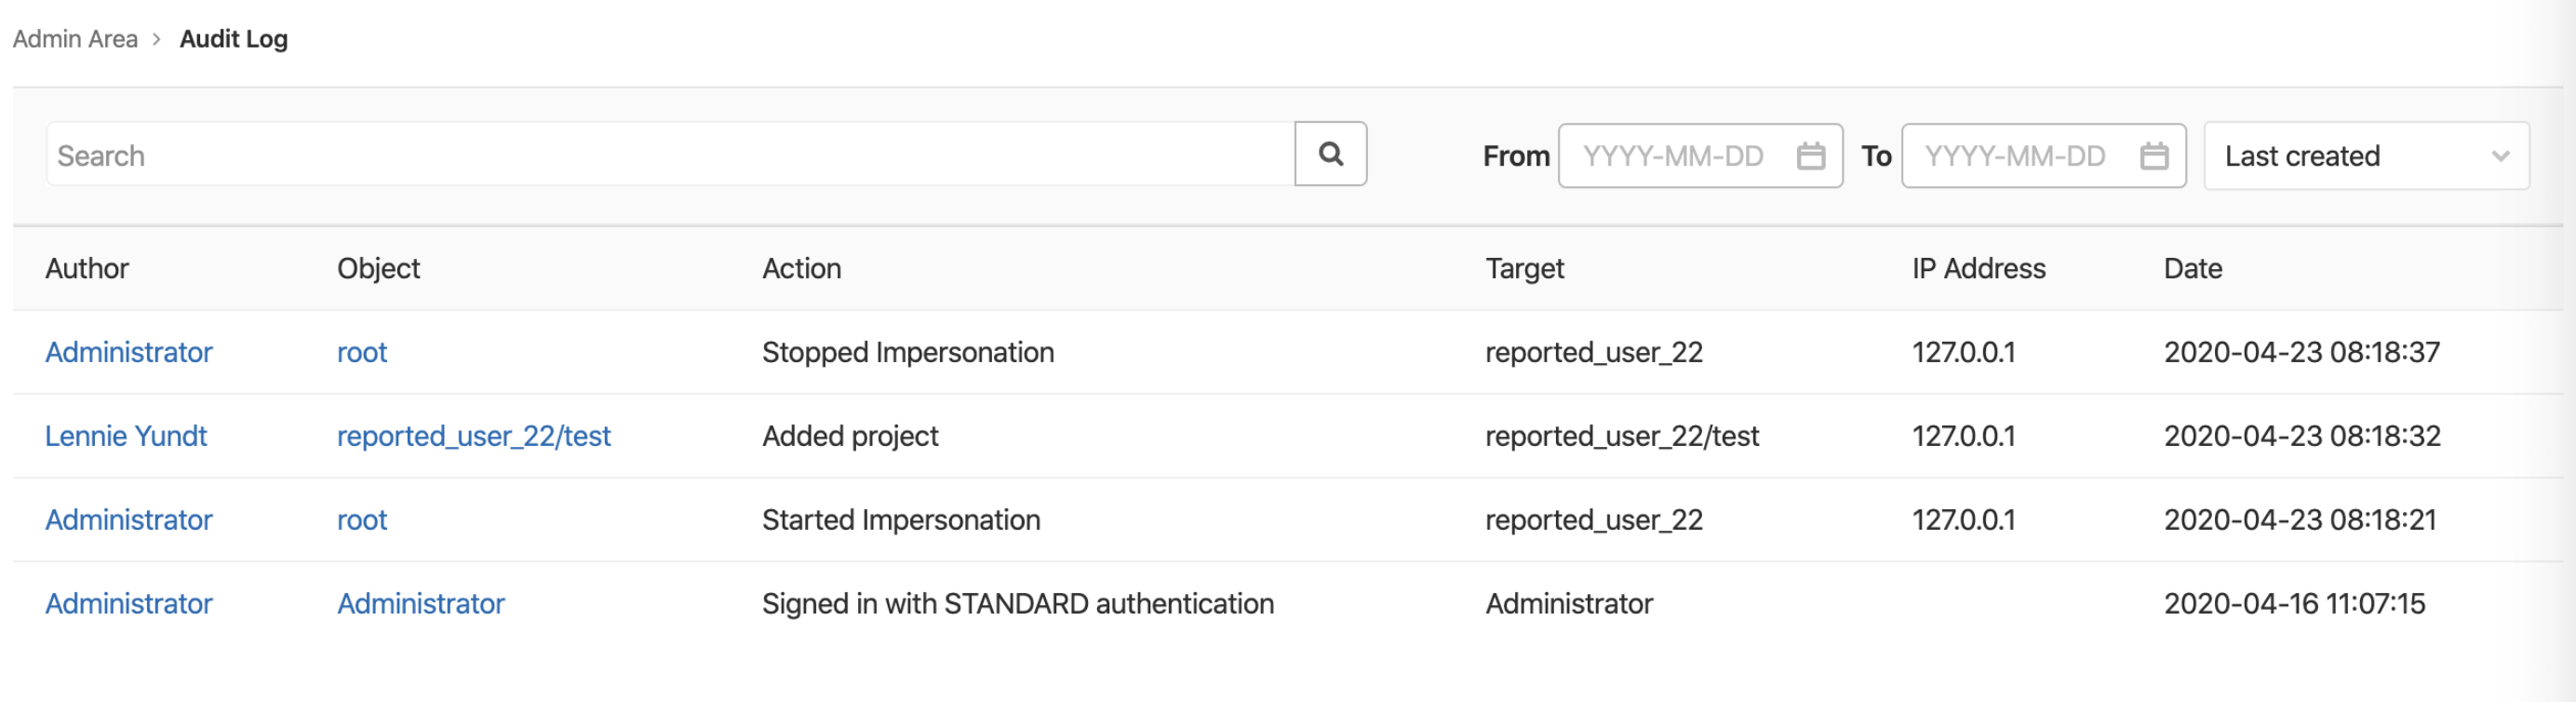 Admin Area > Audit Log
Search From YYYY-MM-DD To YYYY-MM-DD Last created
Author Object Action Target IP Address Date
Administrator root Stopped Impersonation reported_user_22 127.0.0.1 2020-04-23 08:18:37
Lennie Yundt reported_user_22/test Added project reported_user_22/test 127.0.0.1 2020-04-23 08:18:32
Administrator root Started Impersonation reported_user_22 127.0.0.1 2020-04-23 08:18:21
Administrator Administrator Signed in with STANDARD authentication Administrator 2020-04-16 11:07:15